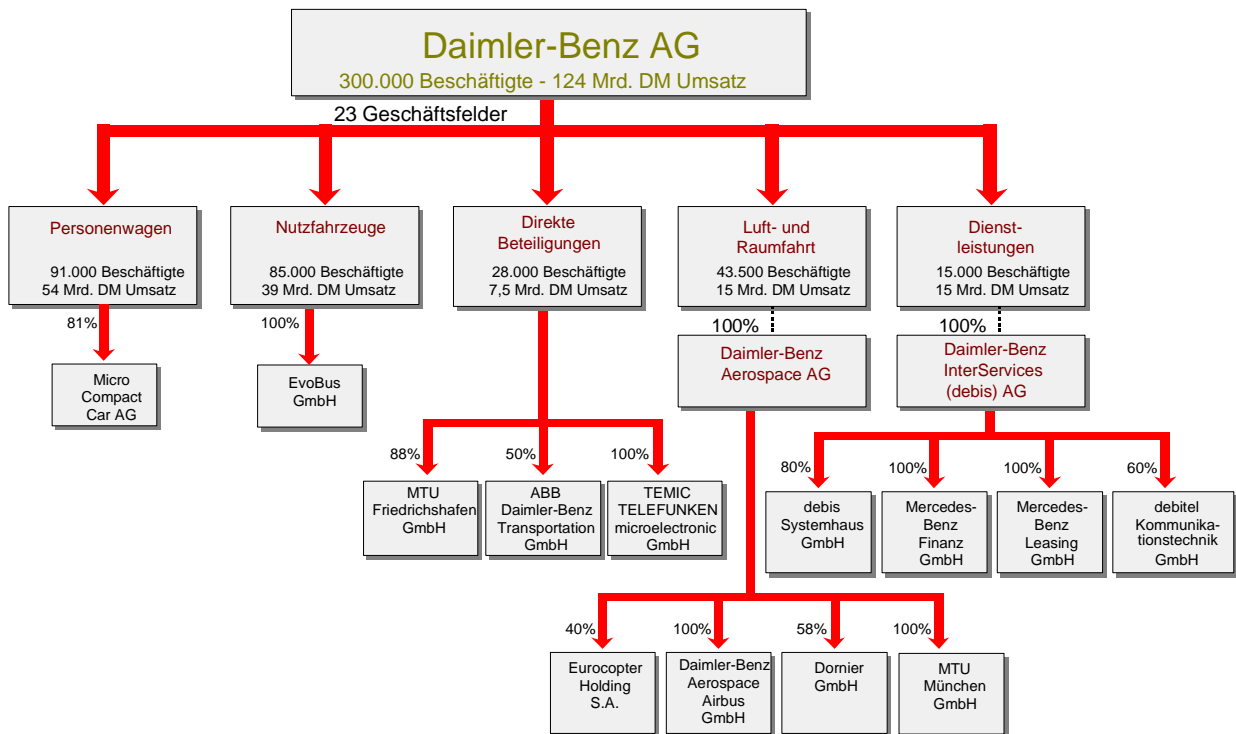 Daimler-Benz AG
300.000 Beschäftigte - 124 Mrd. DM Umsatz
23 Geschäftsfelder
Personenwagen
91.000 Beschäftigte
54 Mrd. DM Umsatz
Nutzfahrzeuge
85.000 Beschäftigte
39 Mrd. DM Umsatz
Direkte
Beteiligungen
28.000 Beschäftigte
7,5 Mrd. DM Umsatz
Luft- und
Raumfahrt
43.500 Beschäftigte
15 Mrd. DM Umsatz
Dienst-
leistungen
15.000 Beschäftigte
15 Mrd. DM Umsatz
81%
Micro
Compact
Car AG
100%
EvoBus
GmbH
100%
Daimler-Benz
Aerospace AG
100%
Daimler-Benz
InterServices
(debis) AG
88%
MTU
Friedrichshafen
GmbH
50%
ABB
Daimler-Benz
Transportation
GmbH
100%
TEMIC
TELEFUNKEN
microelectronic
GmbH
80%
debis
Systemhaus
GmbH
100%
Mercedes-
Benz
Finanz
GmbH
100%
Mercedes-
Benz
Leasing
GmbH
60%
debitel
Kommunika-
tionstechnik
GmbH
40%
Eurocopter
Holding
S.A.
100%
Daimler-Benz
Aerospace
Airbus
GmbH
58%
Dornier
GmbH
100%
MTU
München
GmbH